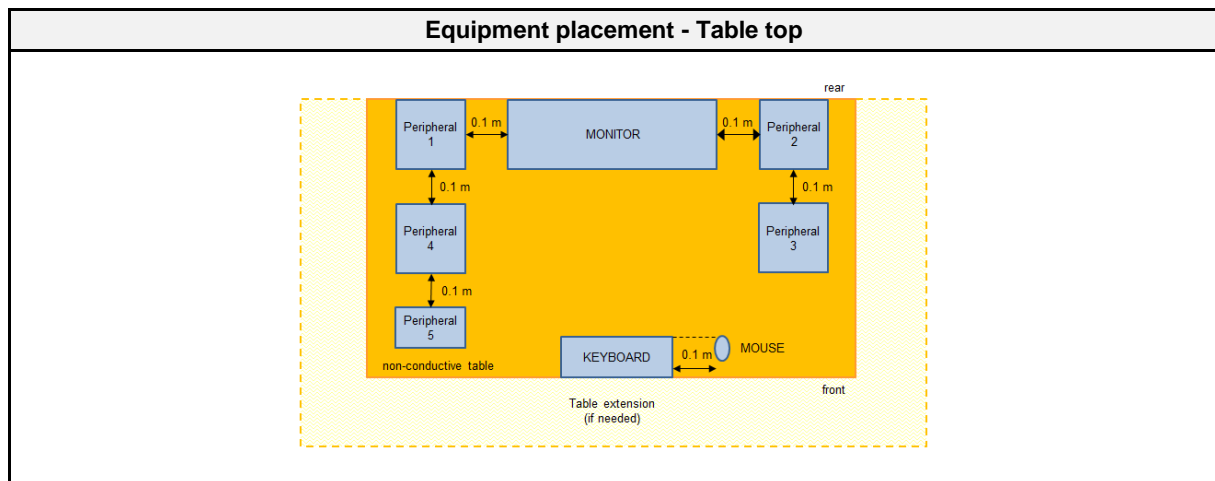 Equipment placement - Table top
rear
Peripheral
1
0.1 m
MONITOR
0.1 m
Peripheral
2
0.1 m
0.1 m
Peripheral
4
Peripheral
3
0.1 m
Peripheral
5
KEYBOARD
0.1 m
MOUSE
non-conductive table
front
Table extension
(if needed)